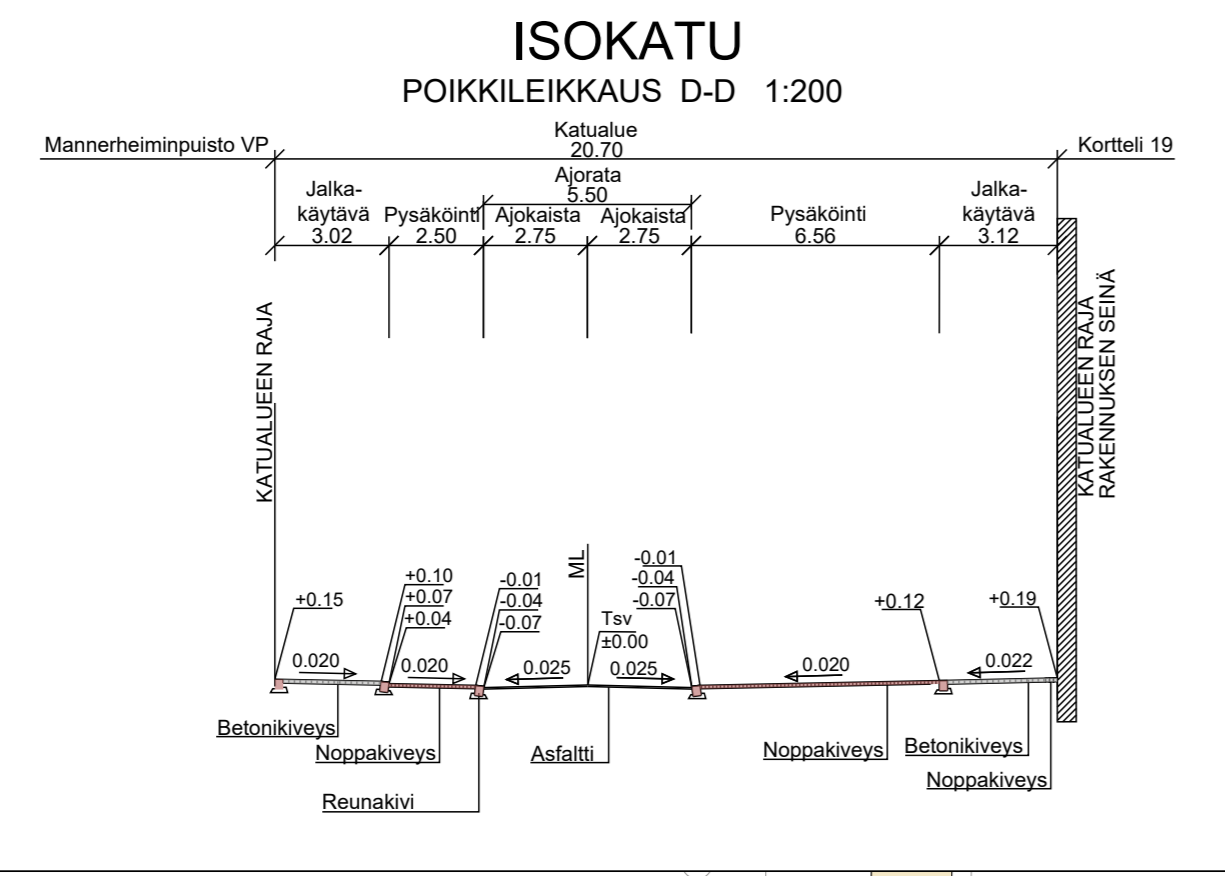 ISOKATU
POIKKILEIKKAUS D-D 1:200
Mannerheiminpuisto VP
Katualue
20.70
Kortteli 19
Ajorata
5.50
Jalka-
käytävä
3.02
Pysäköinti
2.50
Ajokaista
2.75
Ajokaista
2.75
Pysäköinti
6.56
Jalka-
käytävä
3.12
KATUALUEEN RAJA
KATUALUEEN RAJA
RAKENNUKSEN SEINÄ
+0.15
+0.10
+0.07
+0.04
-0.01
-0.04
-0.07
ML
Tsv
±0.00
-0.01
-0.04
-0.07
+0.12
+0.19
0.020
0.020
0.025
0.025
0.020
0.022
Betonikiveys
Noppakiveys
Reunakivi
Asfaltti
Noppakiveys
Betonikiveys
Noppakiveys